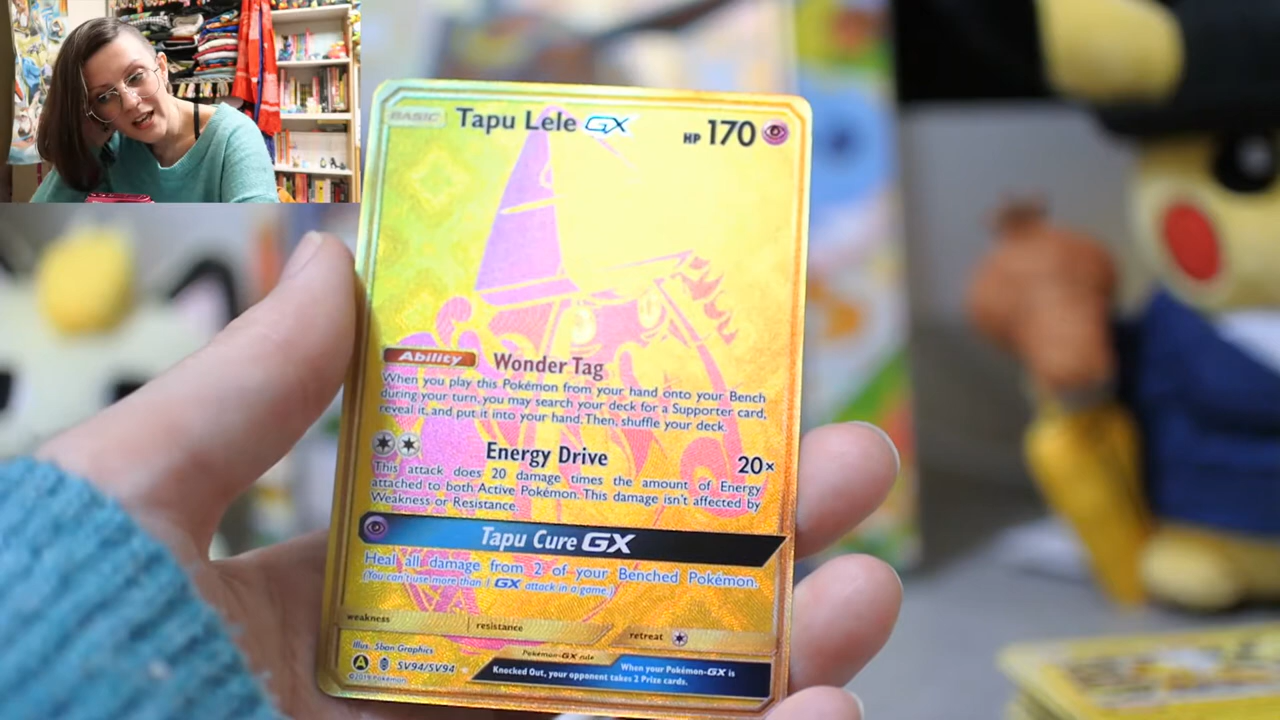 BASIC Tapu Lele GX HP 170
Ability Wonder Tag
When you play this Pokémon from your hand onto your Bench
during your turn, you may search your deck for a Supporter card,
reveal it, and put it into your hand. Then, shuffle your deck.
Energy Drive 20×
This attack does 20 damage times the amount of Energy
attached to both Active Pokémon. This damage isn't affected by
Weakness or Resistance.
Tapu Cure GX
Heal all damage from 2 of your Benched Pokémon.
(You can't use more than 1 GX attack in a game.)
weakness resistance retreat
Illus. 5ban Graphics
Pokémon-GX rule
A SV94/SV94
When your Pokémon-GX is
Knocked Out, your opponent takes 2 Prize cards.
©2019 Pokémon